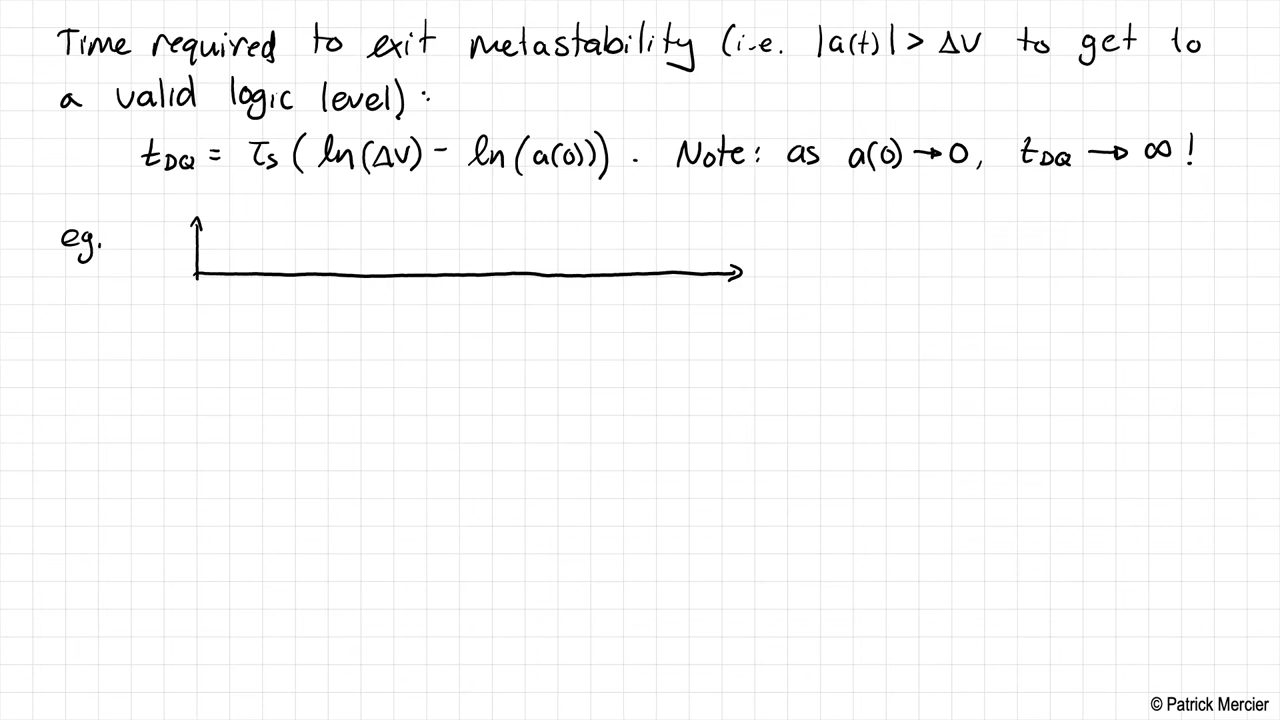 Time required to exit metastability (i.e. |a(t)| > ΔV to get to
a valid logic level):
t_DQ = τ_S ( ln(ΔV) - ln(a(0)) ) . Note: as a(0) → 0, t_DQ → ∞ !
eg.
© Patrick Mercier